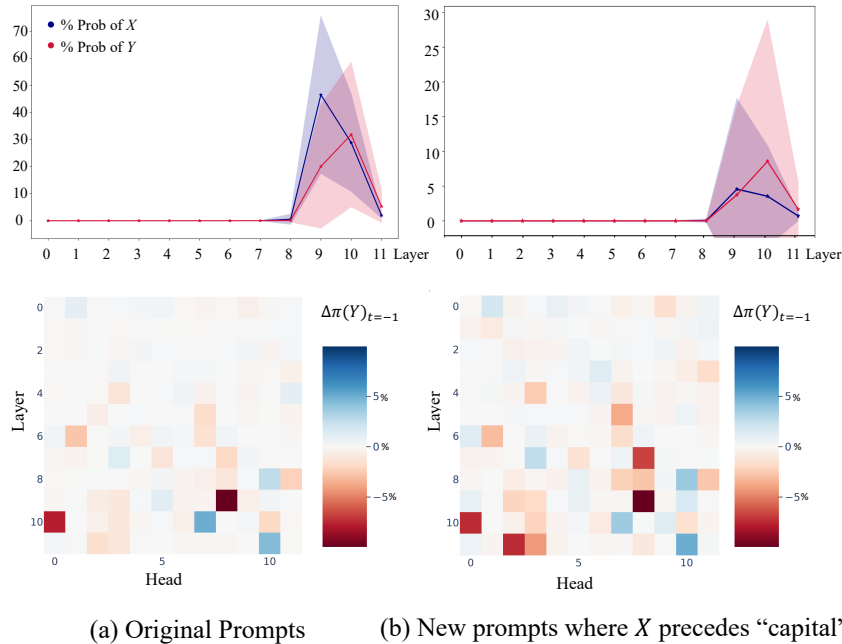 70
60
50
40
30
20
10
0
% Prob of X
% Prob of Y
0 1 2 3 4 5 6 7 8 9 10 11 Layer
30
25
20
15
10
5
0
0 1 2 3 4 5 6 7 8 9 10 11 Layer
0
2
4
6
8
10
Layer
0 5 10
Head
Δπ(Y)t=−1
5%
0%
−5%
0
2
4
6
8
10
Layer
0 5 10
Head
Δπ(Y)t=−1
5%
0%
−5%
(a) Original Prompts
(b) New prompts where X precedes “capital”